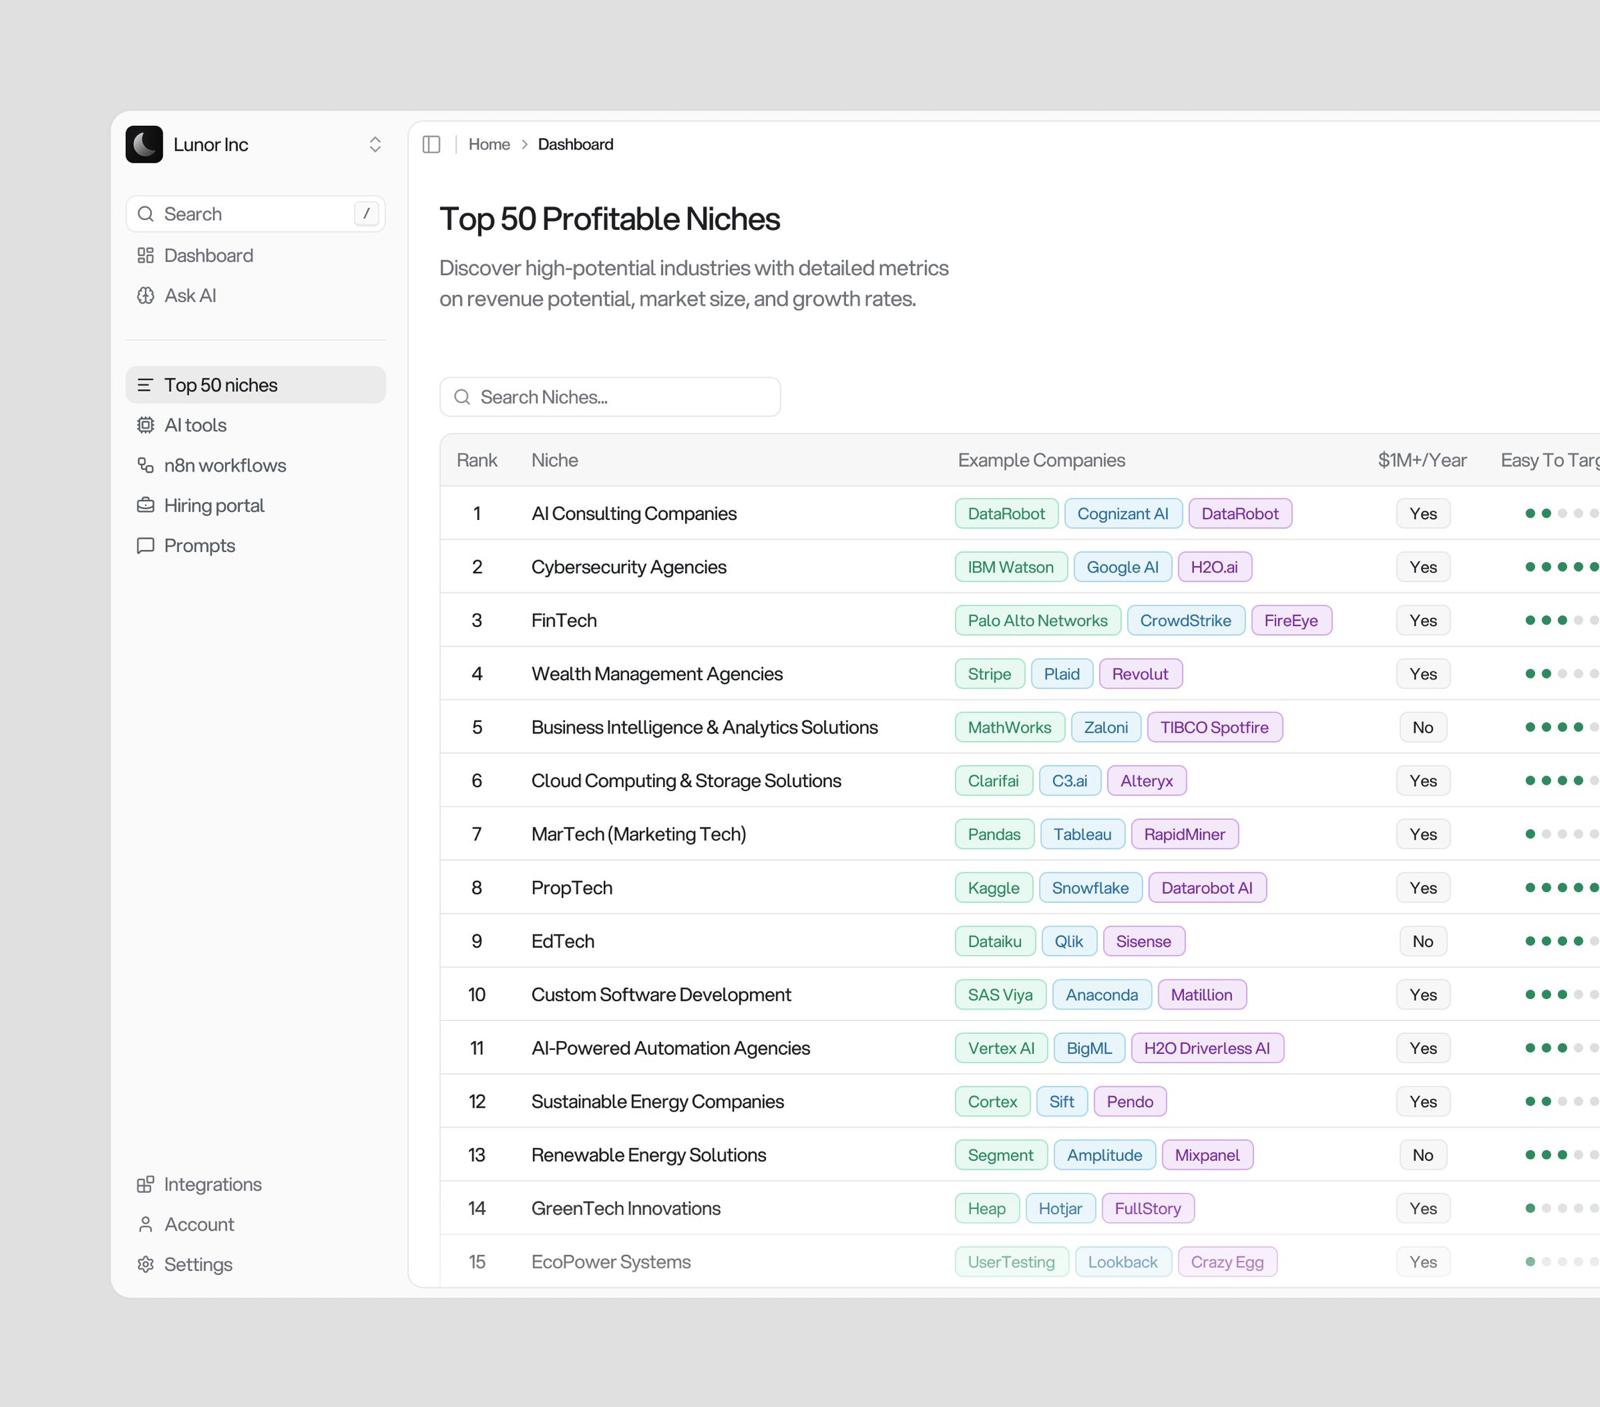 Lunor Inc
Search /
Dashboard
Ask AI
Top 50 niches
AI tools
n8n workflows
Hiring portal
Prompts
Integrations
Account
Settings
Home > Dashboard
Top 50 Profitable Niches
Discover high-potential industries with detailed metrics
on revenue potential, market size, and growth rates.
Search Niches...
Rank Niche Example Companies $1M+/Year Easy To Targ
1 AI Consulting Companies DataRobot Cognizant AI DataRobot Yes
2 Cybersecurity Agencies IBM Watson Google AI H2O.ai Yes
3 FinTech Palo Alto Networks CrowdStrike FireEye Yes
4 Wealth Management Agencies Stripe Plaid Revolut Yes
5 Business Intelligence & Analytics Solutions MathWorks Zaloni TIBCO Spotfire No
6 Cloud Computing & Storage Solutions Clarifai C3.ai Alteryx Yes
7 MarTech (Marketing Tech) Pandas Tableau RapidMiner Yes
8 PropTech Kaggle Snowflake Datarobot AI Yes
9 EdTech Dataiku Qlik Sisense No
10 Custom Software Development SAS Viya Anaconda Matillion Yes
11 AI-Powered Automation Agencies Vertex AI BigML H2O Driverless AI Yes
12 Sustainable Energy Companies Cortex Sift Pendo Yes
13 Renewable Energy Solutions Segment Amplitude Mixpanel No
14 GreenTech Innovations Heap Hotjar FullStory Yes
15 EcoPower Systems UserTesting Lookback Crazy Egg Yes